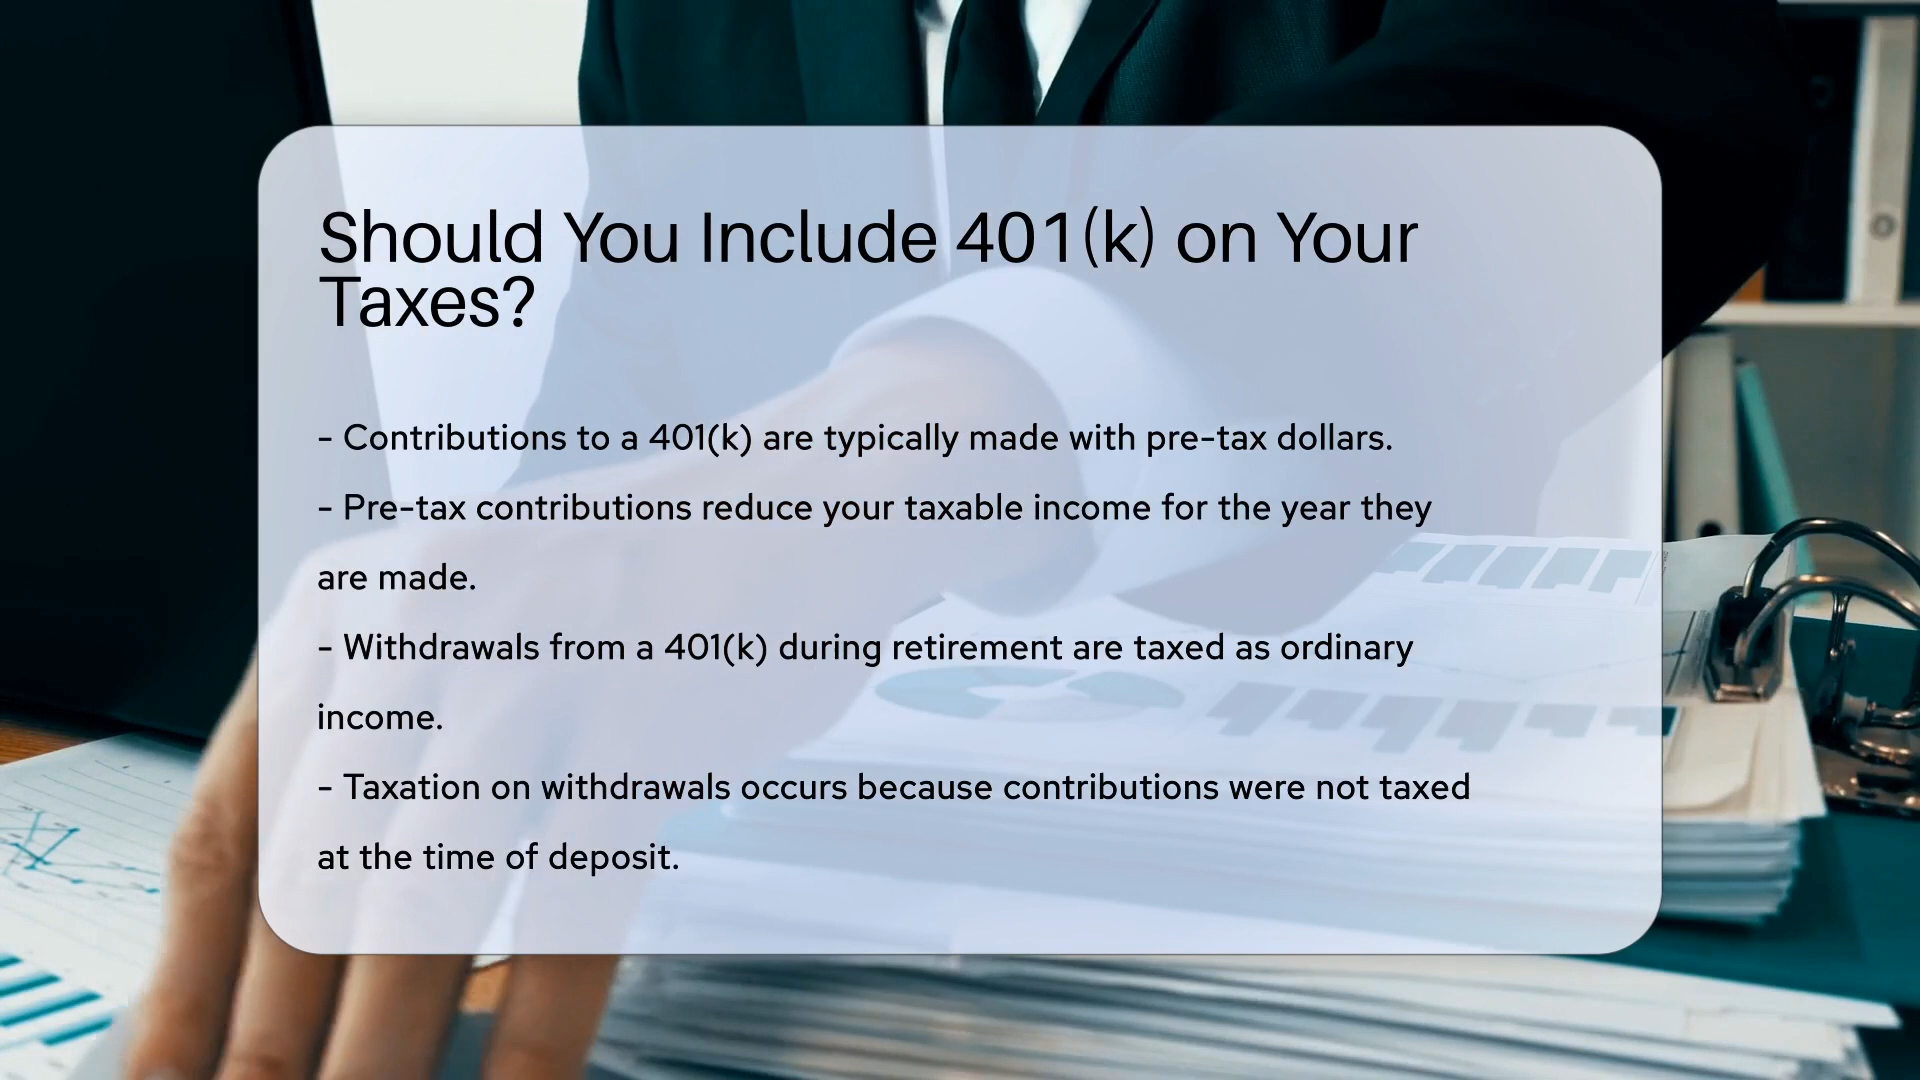 Should You Include 401(k) on Your
Taxes?
- Contributions to a 401(k) are typically made with pre-tax dollars.
- Pre-tax contributions reduce your taxable income for the year they
are made.
- Withdrawals from a 401(k) during retirement are taxed as ordinary
income.
- Taxation on withdrawals occurs because contributions were not taxed
at the time of deposit.